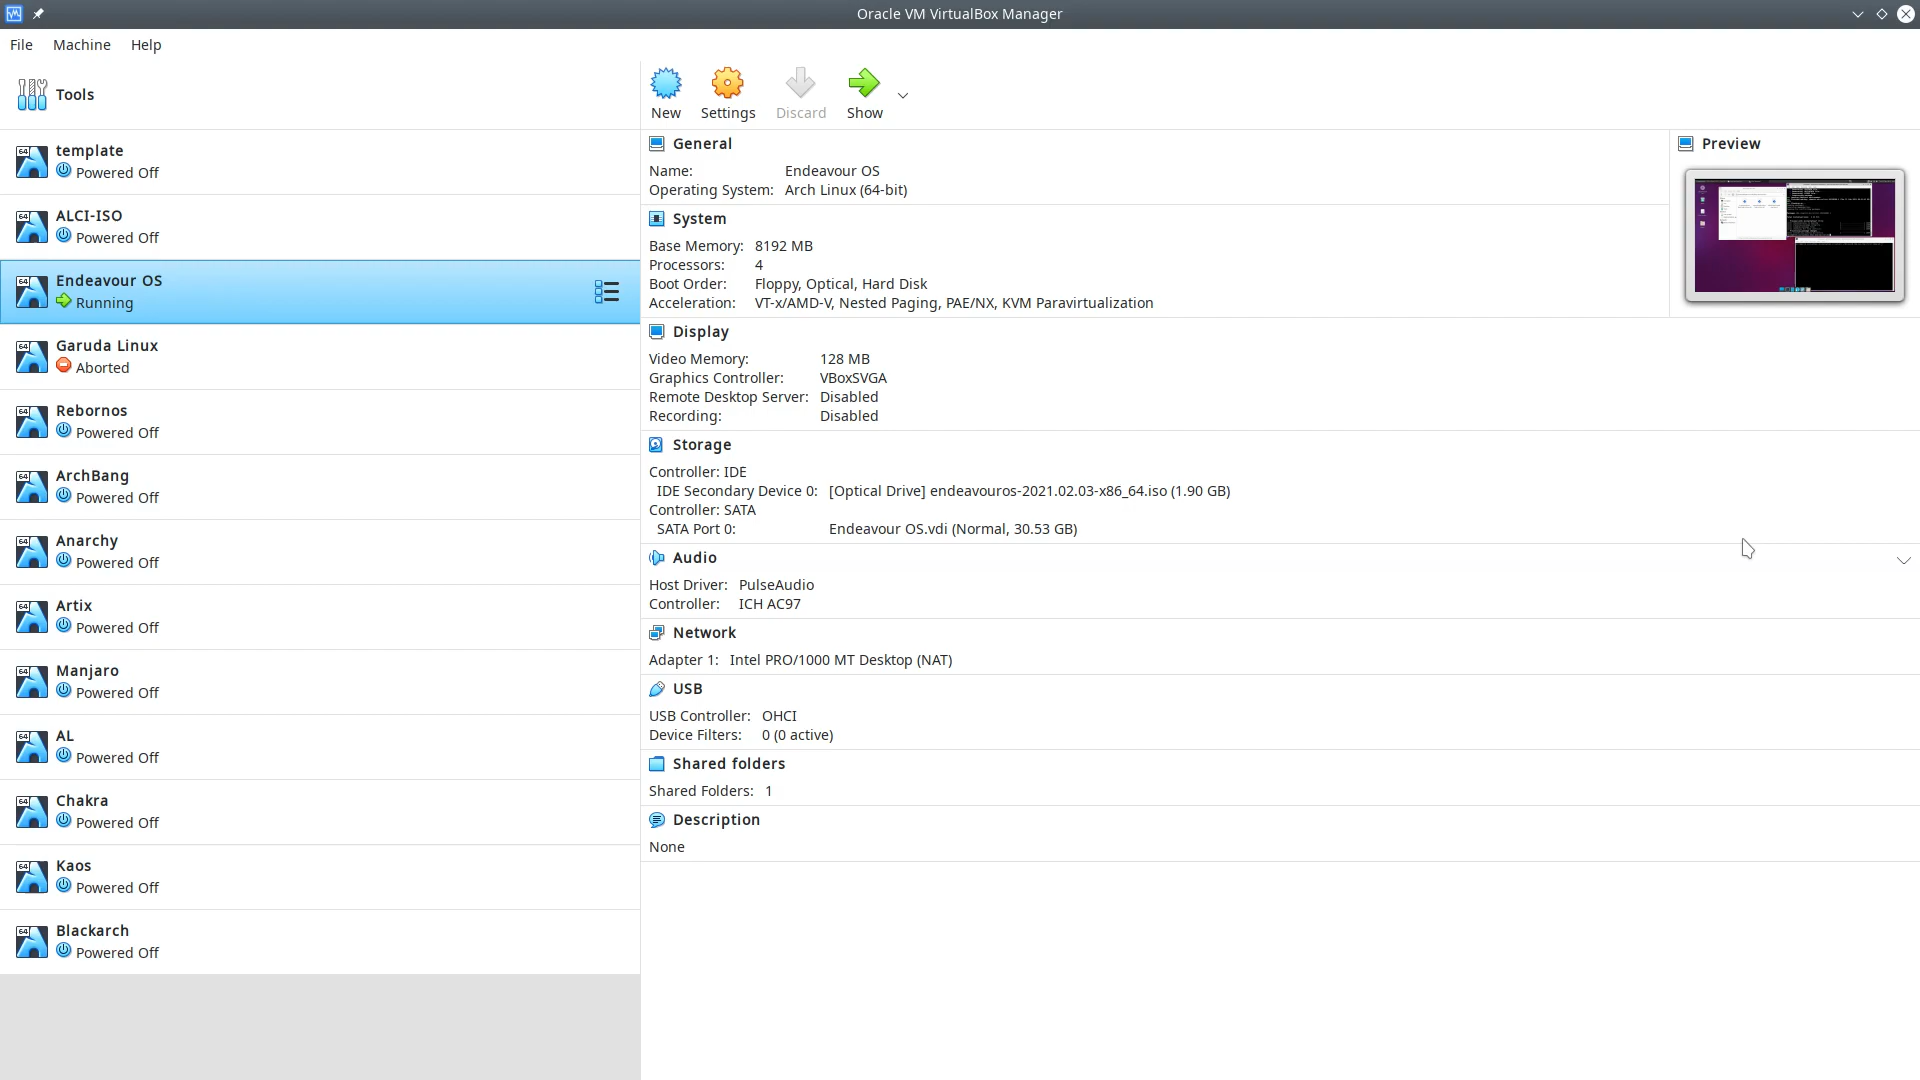 Oracle VM VirtualBox Manager
File Machine Help
Tools
New Settings Discard Show
template
Powered Off
ALCI-ISO
Powered Off
Endeavour OS
Running
Garuda Linux
Aborted
Rebornos
Powered Off
ArchBang
Powered Off
Anarchy
Powered Off
Artix
Powered Off
Manjaro
Powered Off
AL
Powered Off
Chakra
Powered Off
Kaos
Powered Off
Blackarch
Powered Off
General
Name: Endeavour OS
Operating System: Arch Linux (64-bit)
Preview
System
Base Memory: 8192 MB
Processors: 4
Boot Order: Floppy, Optical, Hard Disk
Acceleration: VT-x/AMD-V, Nested Paging, PAE/NX, KVM Paravirtualization
Display
Video Memory: 128 MB
Graphics Controller: VBoxSVGA
Remote Desktop Server: Disabled
Recording: Disabled
Storage
Controller: IDE
IDE Secondary Device 0: [Optical Drive] endeavouros-2021.02.03-x86_64.iso (1.90 GB)
Controller: SATA
SATA Port 0: Endeavour OS.vdi (Normal, 30.53 GB)
Audio
Host Driver: PulseAudio
Controller: ICH AC97
Network
Adapter 1: Intel PRO/1000 MT Desktop (NAT)
USB
USB Controller: OHCI
Device Filters: 0 (0 active)
Shared folders
Shared Folders: 1
Description
None